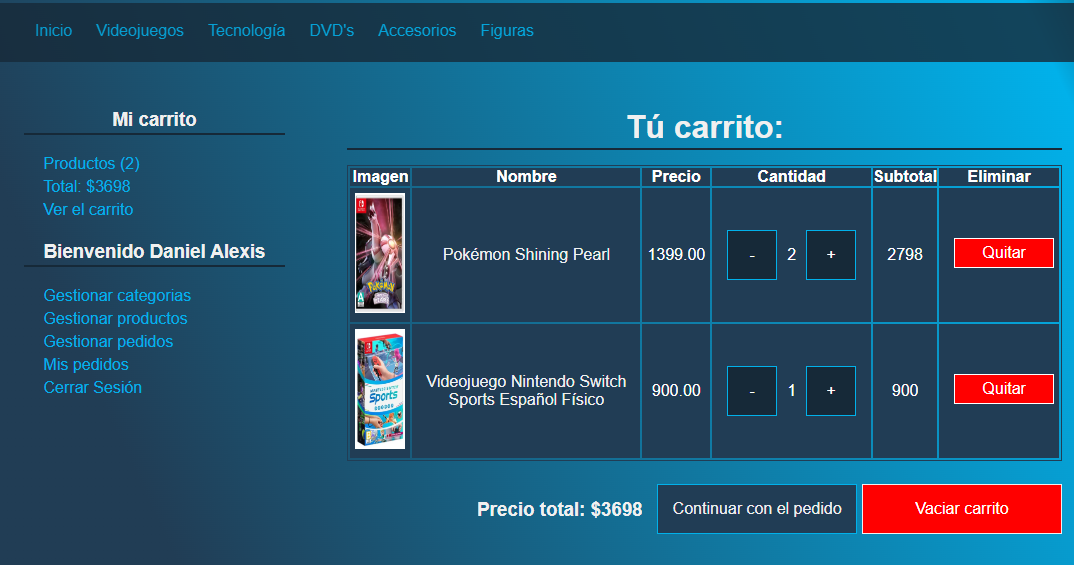 Inicio Videojuegos Tecnología DVD's Accesorios Figuras
Mi carrito
Productos (2)
Total: $3698
Ver el carrito
Bienvenido Daniel Alexis
Gestionar categorias
Gestionar productos
Gestionar pedidos
Mis pedidos
Cerrar Sesión
Tú carrito:
Imagen Nombre Precio Cantidad Subtotal Eliminar
POKÉMON
Pokémon Shining Pearl 1399.00 - 2 + 2798 Quitar
Sports
Videojuego Nintendo Switch
Sports Español Físico
900.00 - 1 + 900 Quitar
Precio total: $3698 Continuar con el pedido Vaciar carrito